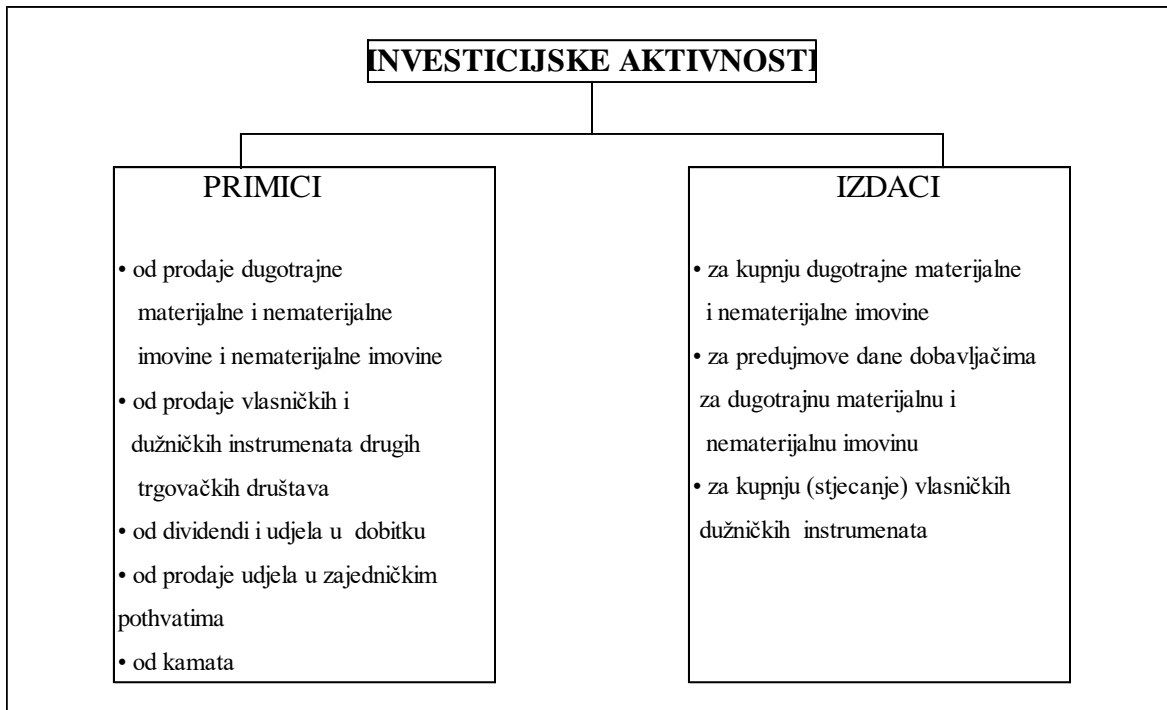 INVESTICIJSKE AKTIVNOSTI
PRIMICI
• od prodaje dugotrajne
materijalne i nematerijalne
imovine i nematerijalne imovine
• od prodaje vlasničkih i
dužničkih instrumenata drugih
trgovačkih društava
• od dividendi i udjela u dobitku
• od prodaje udjela u zajedničkim
pothvatima
• od kamata
IZDACI
• za kupnju dugotrajne materijalne
i nematerijalne imovine
• za predujmove dane dobavljačima
za dugotrajnu materijalnu i
nematerijalnu imovinu
• za kupnju (stjecanje) vlasničkih
dužničkih instrumenata